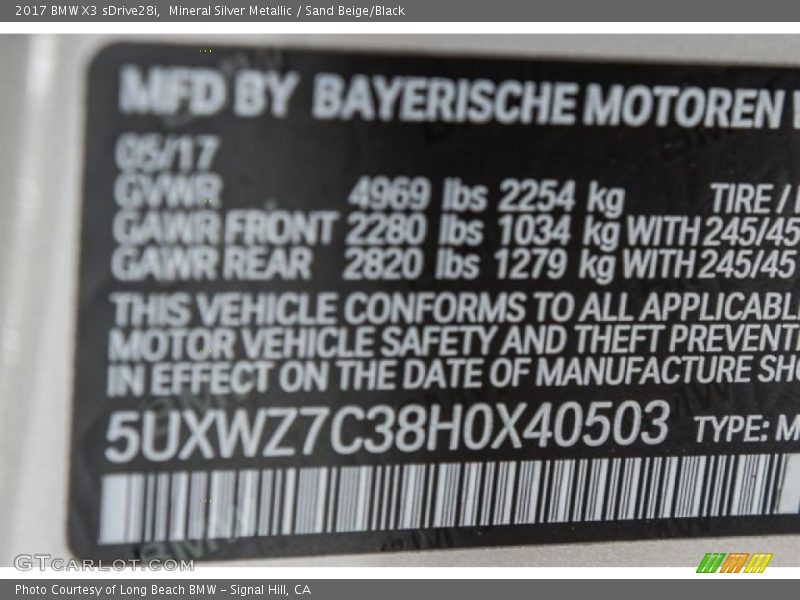 2017 BMW X3 sDrive28i,  Mineral Silver Metallic / Sand Beige/Black
MFD BY BAYERISCHE MOTOREN W
05/17
GVWR 4969 lbs 2254 kg TIRE /
GAWR FRONT 2280 lbs 1034 kg WITH 245/45
GAWR REAR 2820 lbs 1279 kg WITH 245/45
THIS VEHICLE CONFORMS TO ALL APPLICABL
MOTOR VEHICLE SAFETY AND THEFT PREVENT
IN EFFECT ON THE DATE OF MANUFACTURE SHO
5UXWZ7C38H0X40503 TYPE: M
GTCARLOT.COM
Photo Courtesy of Long Beach BMW - Signal Hill, CA